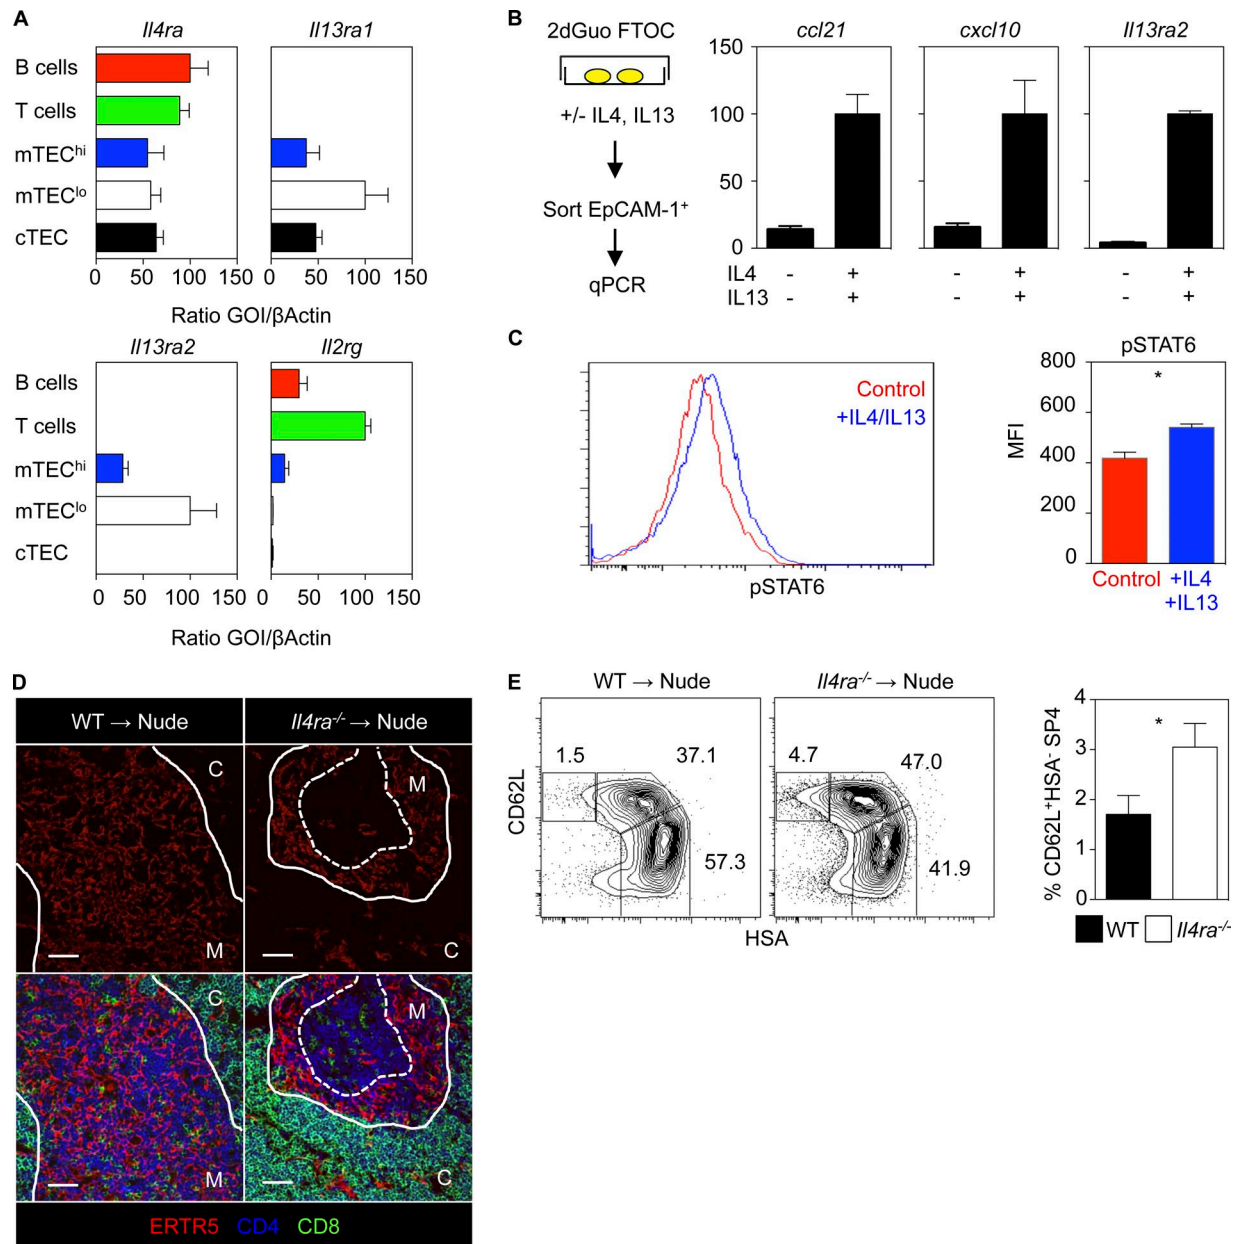 A
Il4ra
Il13ra1
B cells
T cells
mTEChi
mTEClo
cTEC
0 50 100 150
0 50 100 150
Ratio GOI/βActin
Il13ra2
Il2rg
B cells
T cells
mTEChi
mTEClo
cTEC
0 50 100 150
0 50 100 150
Ratio GOI/βActin
B
2dGuo FTOC
+/- IL4, IL13
Sort EpCAM-1+
qPCR
ccl21
cxcl10
Il13ra2
150
100
50
0
IL4 - + - + - +
IL13 - + - + - +
C
Control
+IL4/IL13
pSTAT6
pSTAT6
*
MFI
800
600
400
200
0
Control
+IL4
+IL13
D
WT → Nude
Il4ra-/- → Nude
C
M
M
C
C
M
M
C
ERTR5 CD4 CD8
E
WT → Nude
Il4ra-/- → Nude
1.5
37.1
57.3
4.7
47.0
41.9
CD62L
HSA
% CD62L+HSA- SP4
4
3
2
1
0
*
WT
Il4ra-/-